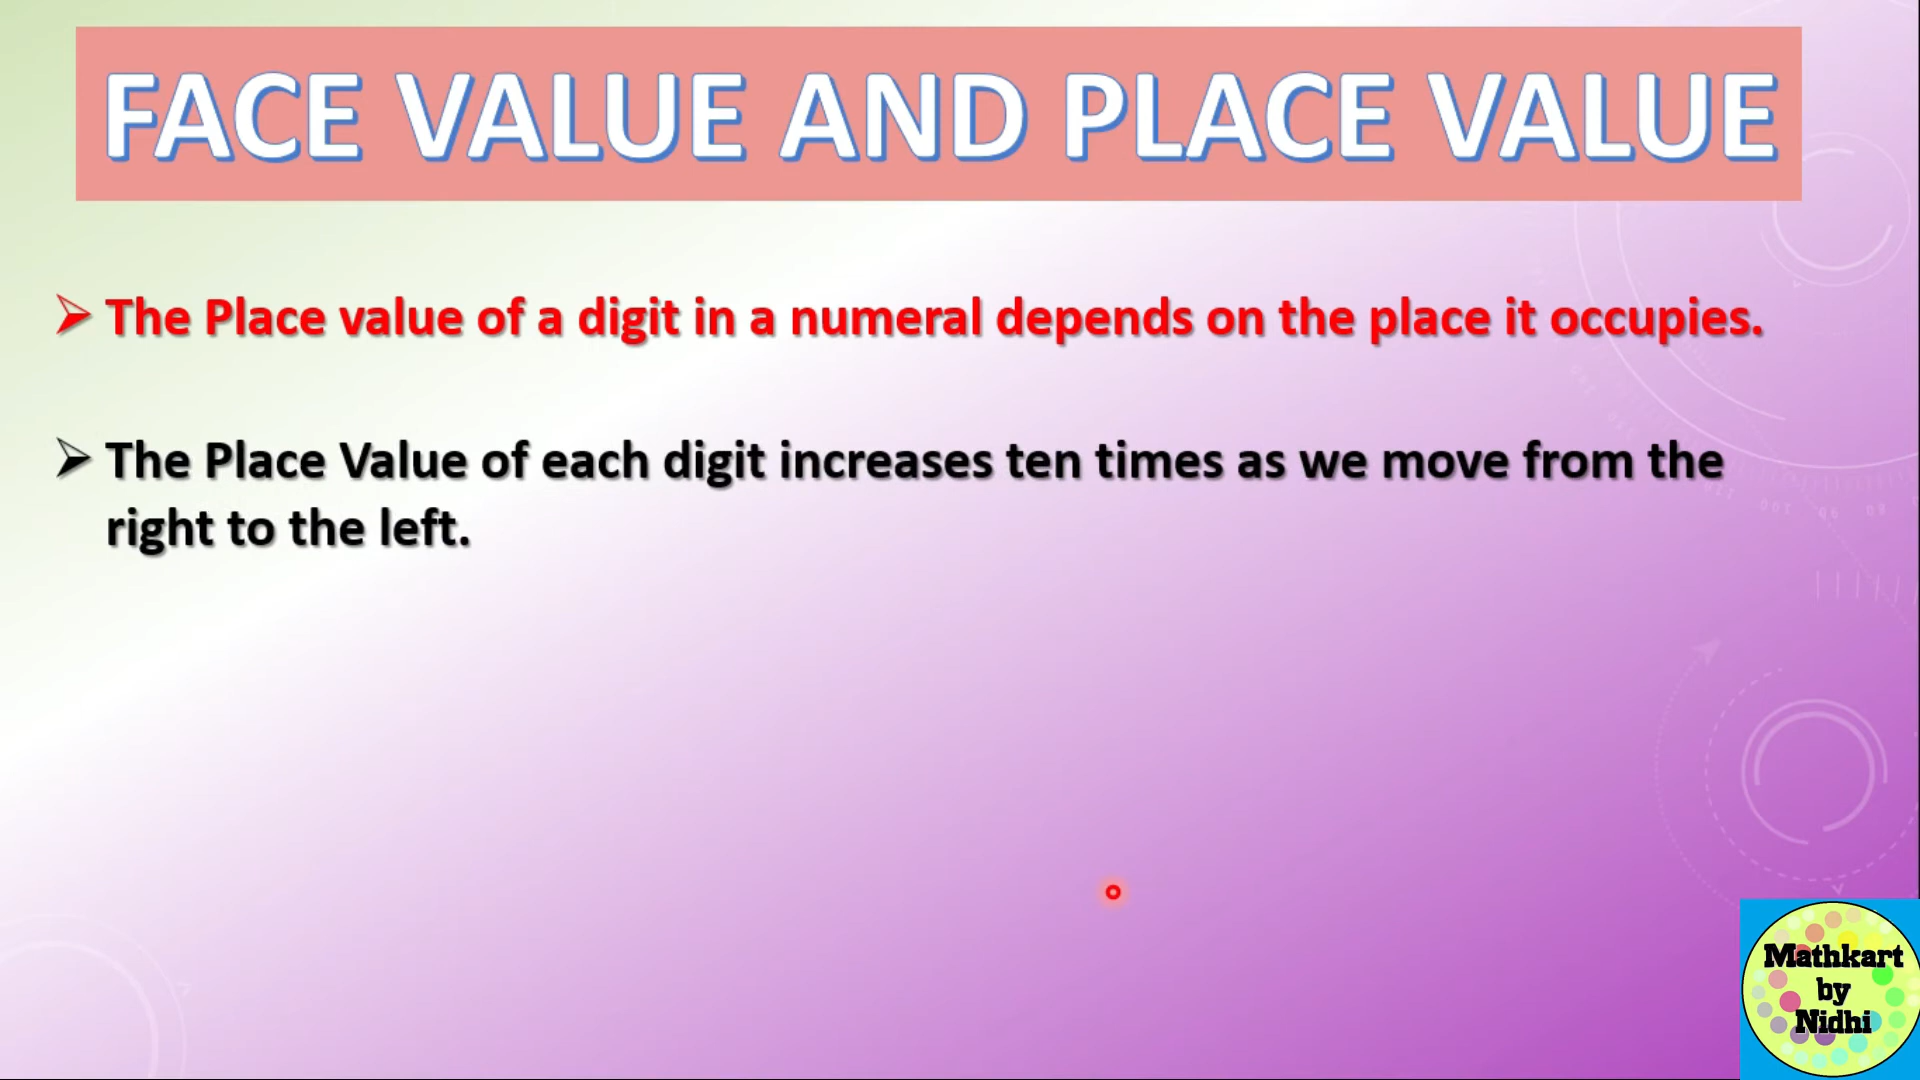 FACE VALUE AND PLACE VALUE
The Place value of a digit in a numeral depends on the place it occupies.
The Place Value of each digit increases ten times as we move from the
right to the left.
Mathkart
by
Nidhi